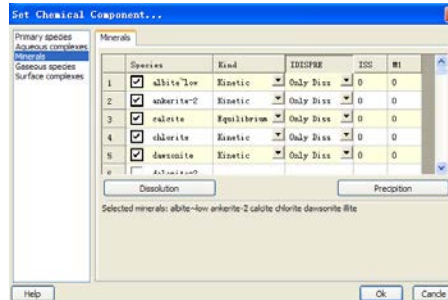 Set Chemical Component...
Primary species
Aqueous complexes
Minerals
Gaseous species
Surface complexes
Minerals
Species Kind IDISPRE ISS M1
1 albite~low Kinetic Only Diss 0 0
2 ankerite-2 Kinetic Only Diss 0 0
3 calcite Equilibrium Only Diss 0 0
4 chlorite Kinetic Only Diss 0 0
5 dawsonite Kinetic Only Diss 0 0
Dissolution Precipition
Selected minerals: albite~low ankerite-2 calcite chlorite dawsonite illite
Help Ok Cancle